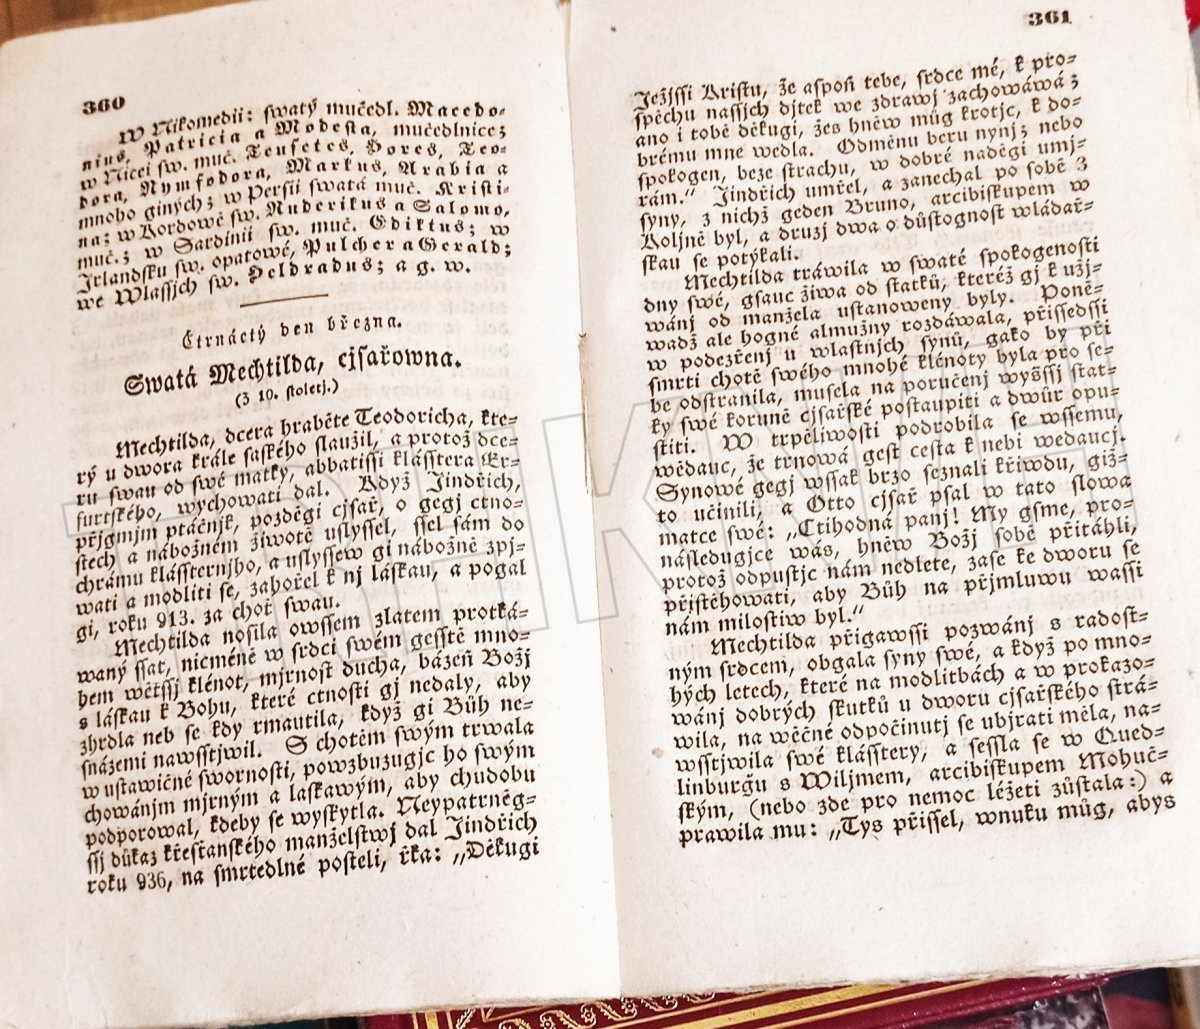 360
W Nikomedii: swatý mučedl. Macedo-
nius, Patricia a Modesta, mučedlnice;
w Nicei sw. muč. Teusetes, Hores, Teo-
dora, Nymfodora, Markus, Arabia a
mnoho giných; w Persii swatá muč. Kristi-
na; w Kordowě sw. Ruderikus a Salomo,
muč.; w Sardinii sw. muč. Ediktus; w
Irlandsku sw. opatowé, Pulcher a Gerald;
we Wlassjch sw. Heldradus; a g. w.
Čtrnáctý den března.
Swatá Mechtilda, cjsařowna.
(Z 10. stoletj.)
Mechtilda, dcera hraběte Teodoricha, kte-
rý u dwora krále saského slaužil, a protož dce-
ru swau od swé matky, abbatissi klásstera Er-
furtského, wychowati dal. Když Jindřich,
přjgmjm ptáčnjk, pozděgi cjsař, o gegj ctno-
stech a nábožném žiwotě uslyssel, ssel sám do
chrámu klássternjho, a uslyssew gi nábožně zpj-
wati a modliti se, zahořel k nj láskau, a pogal
gi, roku 913. za choť swau.
Mechtilda nosila owssem zlatem protká-
waný ssat, nicméně w srdci swém gesstě mno-
hem wětssj klénot, mjrnost ducha, bázeň Božj
s láskau k Bohu, které ctnosti gj nedaly, aby
zhrdla neb se kdy rmautila, když gi Bůh ne-
snázemi nawsstjwil. S chotěm swým trwala
w ustawičné swornosti, powzbuzugjc ho swým
chowánjm mjrným a laskawým, aby chudobu
podporowal, kdeby se wyskytla. Neypatrněg-
ssj důkaz křesťanského manželstwj dal Jindřich
roku 936, na smrtedlné posteli, řka: „Děkugi
361
Ježjssi Kristu, že aspoň tebe, srdce mé, k pro-
spěchu nassjch djtek we zdrawj zachowáwá;
ano i tobě děkugi, žes hněw můg krotjc, k do-
brému mne wedla. Odměnu beru nynj; nebo
spokogen, beze strachu, w dobré naděgi umj-
rám.“ Jindřich umřel, a zanechal po sobě 3
syny, z nichž geden Bruno, arcibiskupem w
Koljně byl, a druzj dwa o důstognost wládař-
skau se potýkali.
Mechtilda tráwila w swaté spokogenosti
dny swé, gsauc žiwa od statků, kteréž gj k užj-
wánj od manžela ustanoweny byly. Poně-
wadž ale hogné almužny rozdáwala, přissedssi
w podezřenj u wlastnjch synů, gako by při
smrti chotě swého mnohé klénoty byla pro se-
be odstranila, musela na poručenj wyšssj stat-
ky swé koruně cjsařské postaupiti a dwůr opu-
stiti. W trpěliwosti podrobila se wssemu,
wědauc, že trnowá gest cesta k nebi wedaucj.
Synowé gegj wssak brzo seznali křiwdu, giž-
to učinili, a Otto cjsař psal w tato slowa
matce swé: „Ctihodná panj! My gsme, pro-
následugjce wás, hněw Božj sobě přitáhli,
protož odpustjc nám nedlete, zase ke dworu se
přjstěhowati, aby Bůh na přjmluwu wassi
nám milostiw byl.“
Mechtilda přigawssi pozwánj s radost-
ným srdcem, obgala syny swé, a když po mno-
hých letech, které na modlitbách a w prokazo-
wánj dobrých skutků u dworu cjsařského strá-
wila, na wěčné odpočinutj se ubjrati měla, na-
wsstjwila swé klásstery, a sessla se w Qued-
linburğu s Wiljmem, arcibiskupem Mohuč-
ským, (nebo zde pro nemoc léžeti zůstala:) a
prawila mu: „Tys přissel, wnuku můg, abys